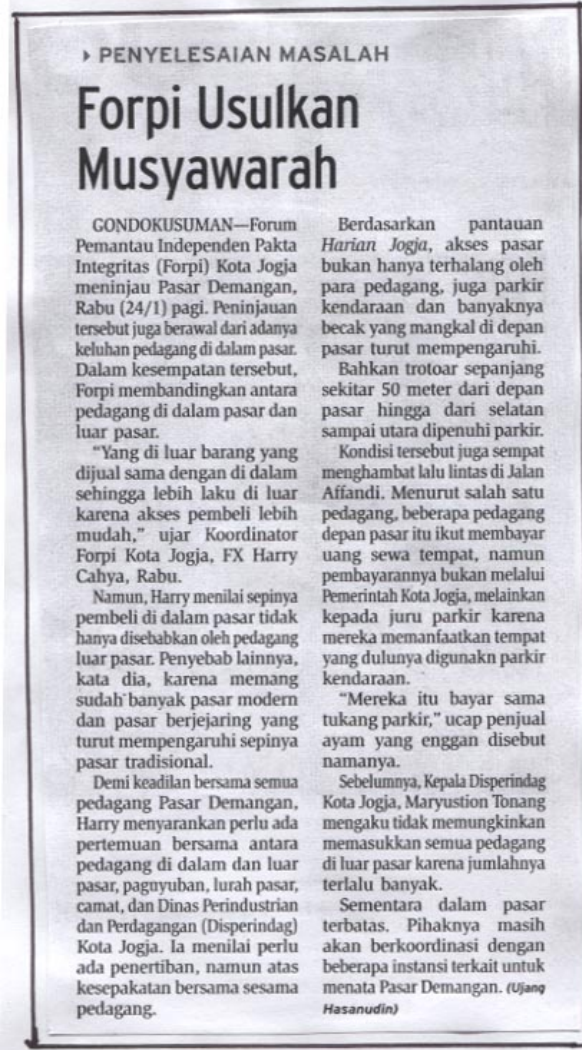 PENYELESAIAN MASALAH
Forpi Usulkan
Musyawarah
GONDOKUSUMAN—Forum
Pemantau Independen Pakta
Integritas (Forpi) Kota Jogja
meninjau Pasar Demangan,
Rabu (24/1) pagi. Peninjauan
tersebut juga berawal dari adanya
keluhan pedagang di dalam pasar.
Dalam kesempatan tersebut,
Forpi membandingkan antara
pedagang di dalam pasar dan
luar pasar.
“Yang di luar barang yang
dijual sama dengan di dalam
sehingga lebih laku di luar
karena akses pembeli lebih
mudah,” ujar Koordinator
Forpi Kota Jogja, FX Harry
Cahya, Rabu.
Namun, Harry menilai sepinya
pembeli di dalam pasar tidak
hanya disebabkan oleh pedagang
luar pasar. Penyebab lainnya,
kata dia, karena memang
sudah banyak pasar modern
dan pasar berjejaring yang
turut mempengaruhi sepinya
pasar tradisional.
Demi keadilan bersama semua
pedagang Pasar Demangan,
Harry menyarankan perlu ada
pertemuan bersama antara
pedagang di dalam dan luar
pasar, paguyuban, lurah pasar,
camat, dan Dinas Perindustrian
dan Perdagangan (Disperindag)
Kota Jogja. Ia menilai perlu
ada penertiban, namun atas
kesepakatan bersama sesama
pedagang.
Berdasarkan pantauan
Harian Jogja, akses pasar
bukan hanya terhalang oleh
para pedagang, juga parkir
kendaraan dan banyaknya
becak yang mangkal di depan
pasar turut mempengaruhi.
Bahkan trotoar sepanjang
sekitar 50 meter dari depan
pasar hingga dari selatan
sampai utara dipenuhi parkir.
Kondisi tersebut juga sempat
menghambat lalu lintas di Jalan
Affandi. Menurut salah satu
pedagang, beberapa pedagang
depan pasar itu ikut membayar
uang sewa tempat, namun
pembayarannya bukan melalui
Pemerintah Kota Jogja, melainkan
kepada juru parkir karena
mereka memanfaatkan tempat
yang dulunya digunakn parkir
kendaraan.
“Mereka itu bayar sama
tukang parkir,” ucap penjual
ayam yang enggan disebut
namanya.
Sebelumnya, Kepala Disperindag
Kota Jogja, Maryustion Tonang
mengaku tidak memungkinkan
memasukkan semua pedagang
di luar pasar karena jumlahnya
terlalu banyak.
Sementara dalam pasar
terbatas. Pihaknya masih
akan berkoordinasi dengan
beberapa instansi terkait untuk
menata Pasar Demangan. (Ujang
Hasanudin)